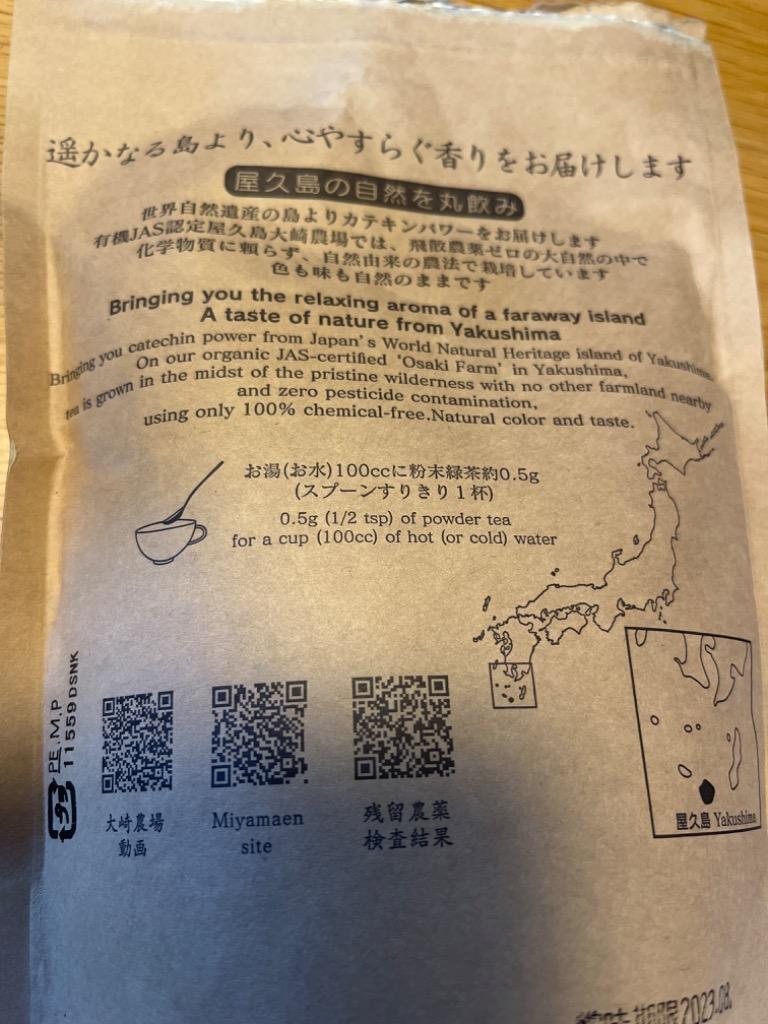 遥かなる島より、心やすらぐ香りをお届けします
屋久島の自然を丸飲み
世界自然遺産の島よりカテキンパワーをお届けします
有機JAS認定屋久島大崎農場では、飛散農薬ゼロの大自然の中で
化学物質に頼らず、自然由来の農法で栽培しています
色も味も自然のままです
Bringing you the relaxing aroma of a faraway island
A taste of nature from Yakushima
Bringing you catechin power from Japan's World Natural Heritage island of Yakushima.
On our organic JAS-certified 'Osaki Farm' in Yakushima,
tea is grown in the midst of the pristine wilderness with no other farmland nearby
and zero pesticide contamination,
using only 100% chemical-free.Natural color and taste.
お湯(お水)100ccに粉末緑茶約0.5g
(スプーンすりきり1杯)
0.5g (1/2 tsp) of powder tea
for a cup (100cc) of hot (or cold) water
屋久島 Yakushima
プラ
PE,M,P
11559DSNK
大崎農場
動画
Miyamaen
site
残留農薬
検査結果
期限2023.08.